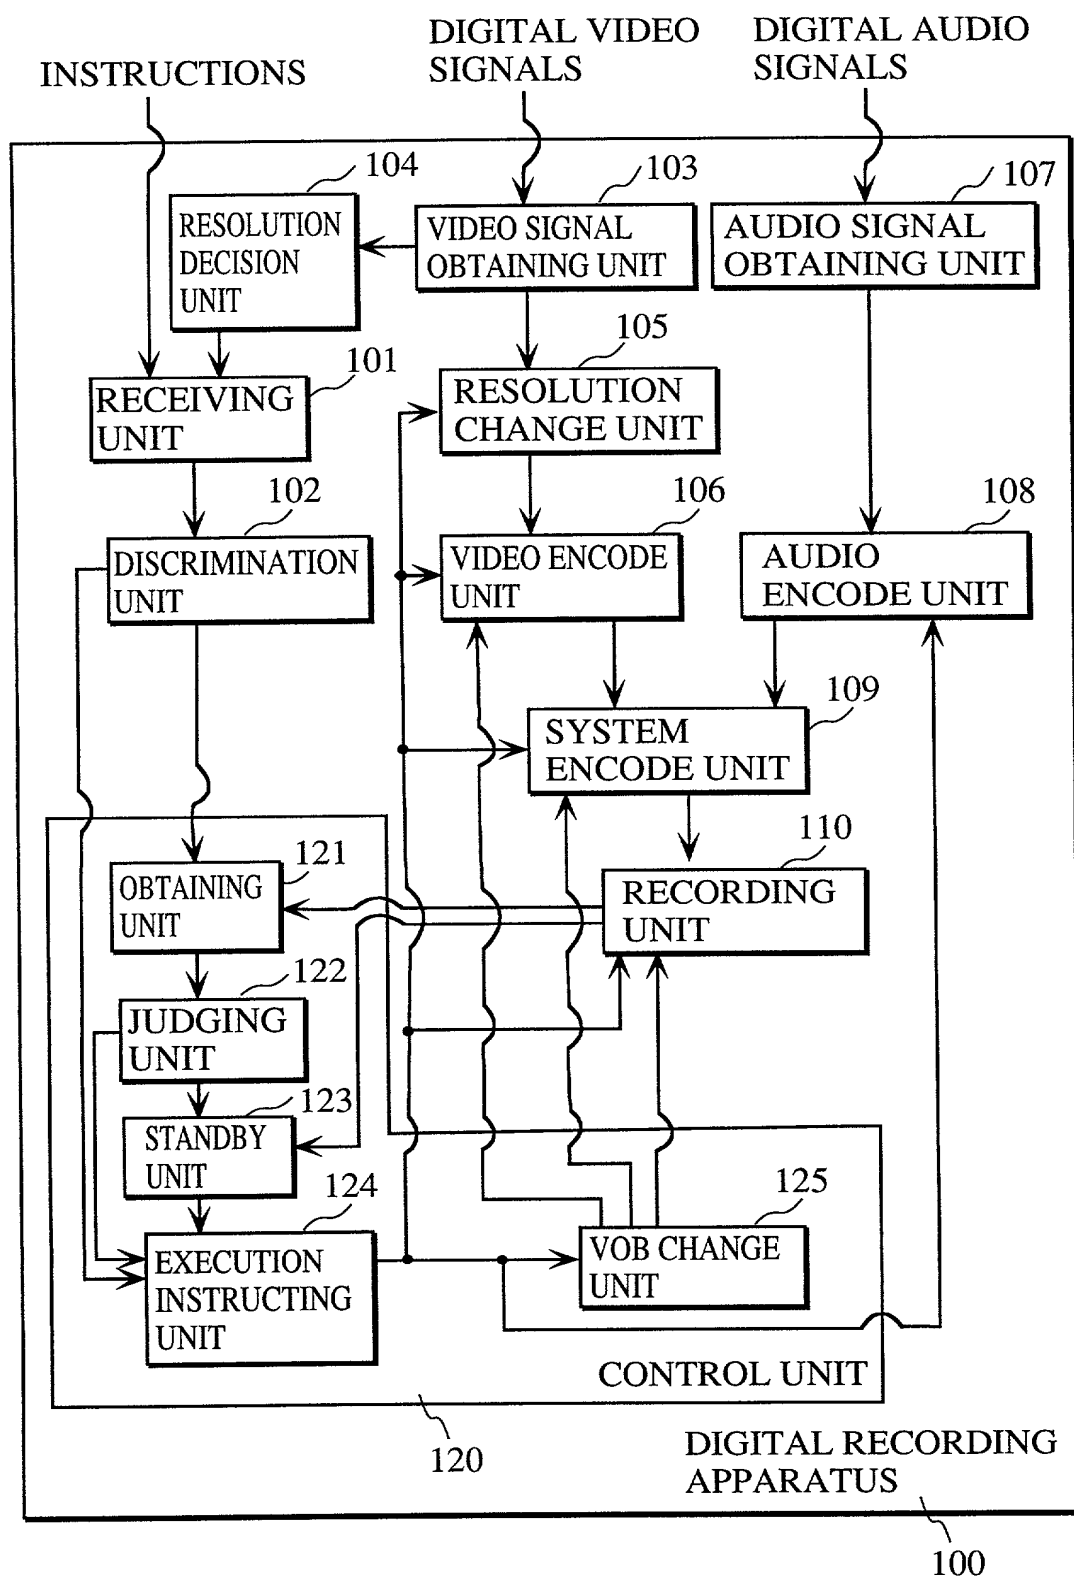 INSTRUCTIONS
DIGITAL VIDEO
SIGNALS
DIGITAL AUDIO
SIGNALS
104
RESOLUTION
DECISION
UNIT
103
VIDEO SIGNAL
OBTAINING UNIT
107
AUDIO SIGNAL
OBTAINING UNIT
101
RECEIVING
UNIT
105
RESOLUTION
CHANGE UNIT
102
DISCRIMINATION
UNIT
106
VIDEO ENCODE
UNIT
108
AUDIO
ENCODE UNIT
109
SYSTEM
ENCODE UNIT
110
RECORDING
UNIT
121
OBTAINING
UNIT
122
JUDGING
UNIT
123
STANDBY
UNIT
124
EXECUTION
INSTRUCTING
UNIT
125
VOB CHANGE
UNIT
CONTROL UNIT
120
DIGITAL RECORDING
APPARATUS
100